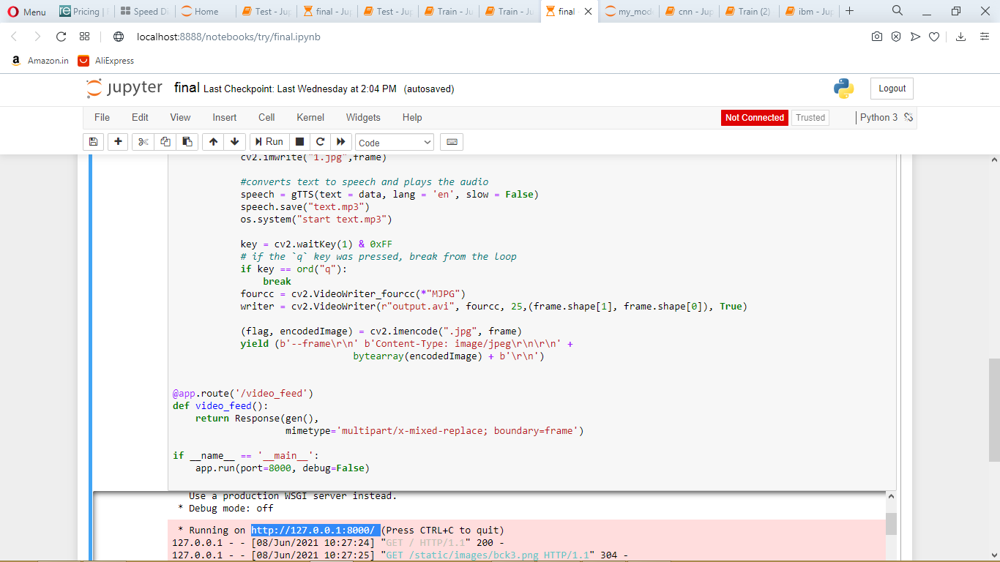 Menu
Pricing |
Speed Di
Home
Test - Jup
final - Jup
Test - Jup
Train - Ju
Train - Ju
final
my_mod
cnn - Jup
Train (2)
ibm - Jup
localhost:8888/notebooks/try/final.ipynb
Amazon.in
AliExpress
jupyter
final Last Checkpoint: Last Wednesday at 2:04 PM (autosaved)
Logout
File
Edit
View
Insert
Cell
Kernel
Widgets
Help
Not Connected
Trusted
Python 3
Run
Code
cv2.imwrite("1.jpg",frame)
#converts text to speech and plays the audio
speech = gTTS(text = data, lang = 'en', slow = False)
speech.save("text.mp3")
os.system("start text.mp3")
key = cv2.waitKey(1) & 0xFF
# if the `q` key was pressed, break from the loop
if key == ord("q"):
break
fourcc = cv2.VideoWriter_fourcc(*"MJPG")
writer = cv2.VideoWriter(r"output.avi", fourcc, 25,(frame.shape[1], frame.shape[0]), True)
(flag, encodedImage) = cv2.imencode(".jpg", frame)
yield (b'--frame\r\n' b'Content-Type: image/jpeg\r\n\r\n' +
bytearray(encodedImage) + b'\r\n')
@app.route('/video_feed')
def video_feed():
return Response(gen(),
mimetype='multipart/x-mixed-replace; boundary=frame')
if __name__ == '__main__':
app.run(port=8000, debug=False)
Use a production WSGI server instead.
* Debug mode: off
* Running on http://127.0.0.1:8000/ (Press CTRL+C to quit)
127.0.0.1 - - [08/Jun/2021 10:27:24] "GET / HTTP/1.1" 200 -
127.0.0.1 - - [08/Jun/2021 10:27:25] "GET /static/images/bck3.png HTTP/1.1" 304 -